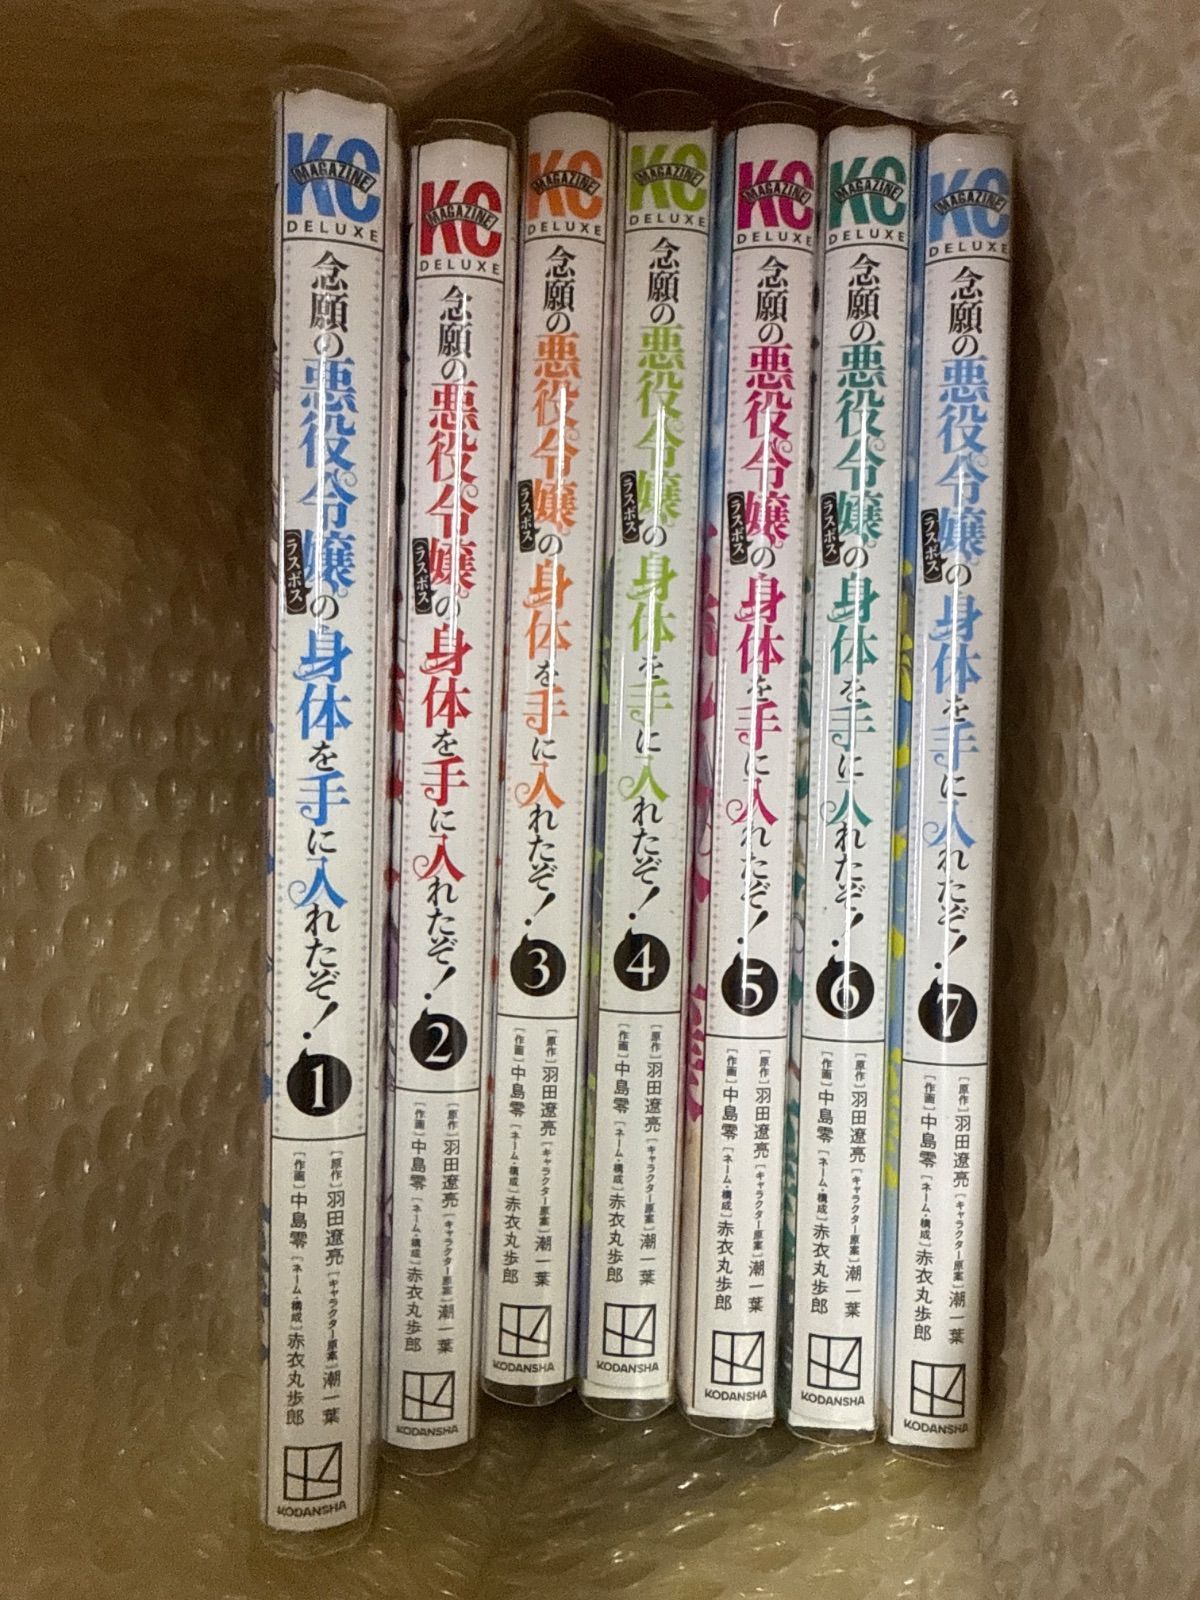 KC
MAGAZINE
DELUXE
念願の悪役令嬢の身体を手に入れたぞ!
(ラスボス)
1
[原作]羽田遼亮 [キャラクター原案]潮一葉
[作画]中島零 [ネーム・構成]赤衣丸歩郎
KODANSHA
KC
MAGAZINE
DELUXE
念願の悪役令嬢の身体を手に入れたぞ!
(ラスボス)
2
[原作]羽田遼亮 [キャラクター原案]潮一葉
[作画]中島零 [ネーム・構成]赤衣丸歩郎
KODANSHA
KC
MAGAZINE
DELUXE
念願の悪役令嬢の身体を手に入れたぞ!
(ラスボス)
3
[原作]羽田遼亮 [キャラクター原案]潮一葉
[作画]中島零 [ネーム・構成]赤衣丸歩郎
KODANSHA
KC
MAGAZINE
DELUXE
念願の悪役令嬢の身体を手に入れたぞ!
(ラスボス)
4
[原作]羽田遼亮 [キャラクター原案]潮一葉
[作画]中島零 [ネーム・構成]赤衣丸歩郎
KODANSHA
KC
MAGAZINE
DELUXE
念願の悪役令嬢の身体を手に入れたぞ!
(ラスボス)
5
[原作]羽田遼亮 [キャラクター原案]潮一葉
[作画]中島零 [ネーム・構成]赤衣丸歩郎
KODANSHA
KC
MAGAZINE
DELUXE
念願の悪役令嬢の身体を手に入れたぞ!
(ラスボス)
6
[原作]羽田遼亮 [キャラクター原案]潮一葉
[作画]中島零 [ネーム・構成]赤衣丸歩郎
KODANSHA
KC
MAGAZINE
DELUXE
念願の悪役令嬢の身体を手に入れたぞ!
(ラスボス)
7
[原作]羽田遼亮 [キャラクター原案]潮一葉
[作画]中島零 [ネーム・構成]赤衣丸歩郎
KODANSHA